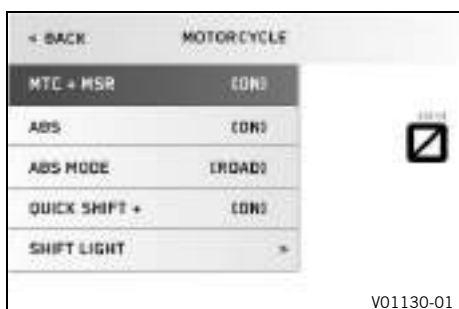 < BACK MOTORCYCLE
MTC + MSR [ON]
ABS [ON]
ABS MODE [ROAD]
QUICK SHIFT + [ON]
SHIFT LIGHT »
V01130-01